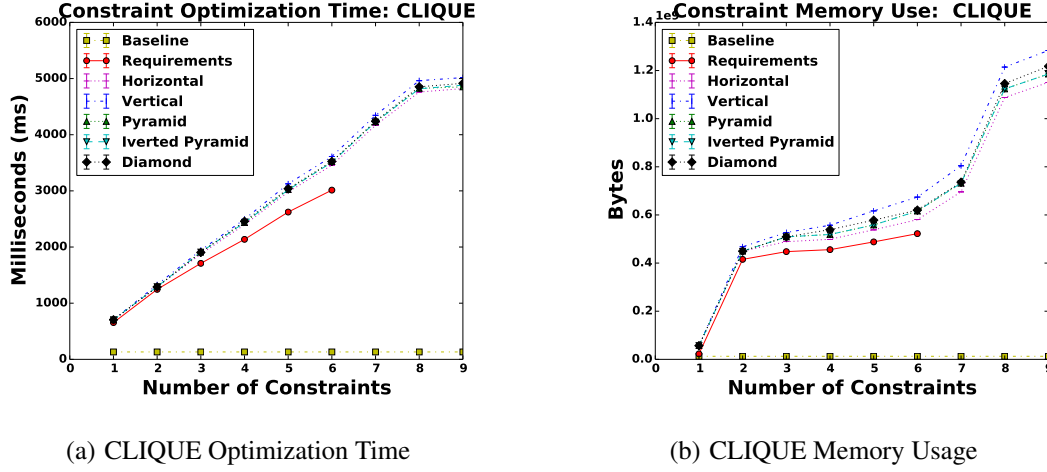 Constraint Optimization Time: CLIQUE
6000
5000
4000
3000
2000
1000
0
Milliseconds (ms)
Baseline
Requirements
Horizontal
Vertical
Pyramid
Iverted Pyramid
Diamond
0 1 2 3 4 5 6 7 8 9
Number of Constraints
(a) CLIQUE Optimization Time
Constraint Memory Use: CLIQUE
1e9
1.4
1.2
1.0
0.8
0.6
0.4
0.2
0.0
Bytes
Baseline
Requirements
Horizontal
Vertical
Pyramid
Iverted Pyramid
Diamond
0 1 2 3 4 5 6 7 8 9
Number of Constraints
(b) CLIQUE Memory Usage